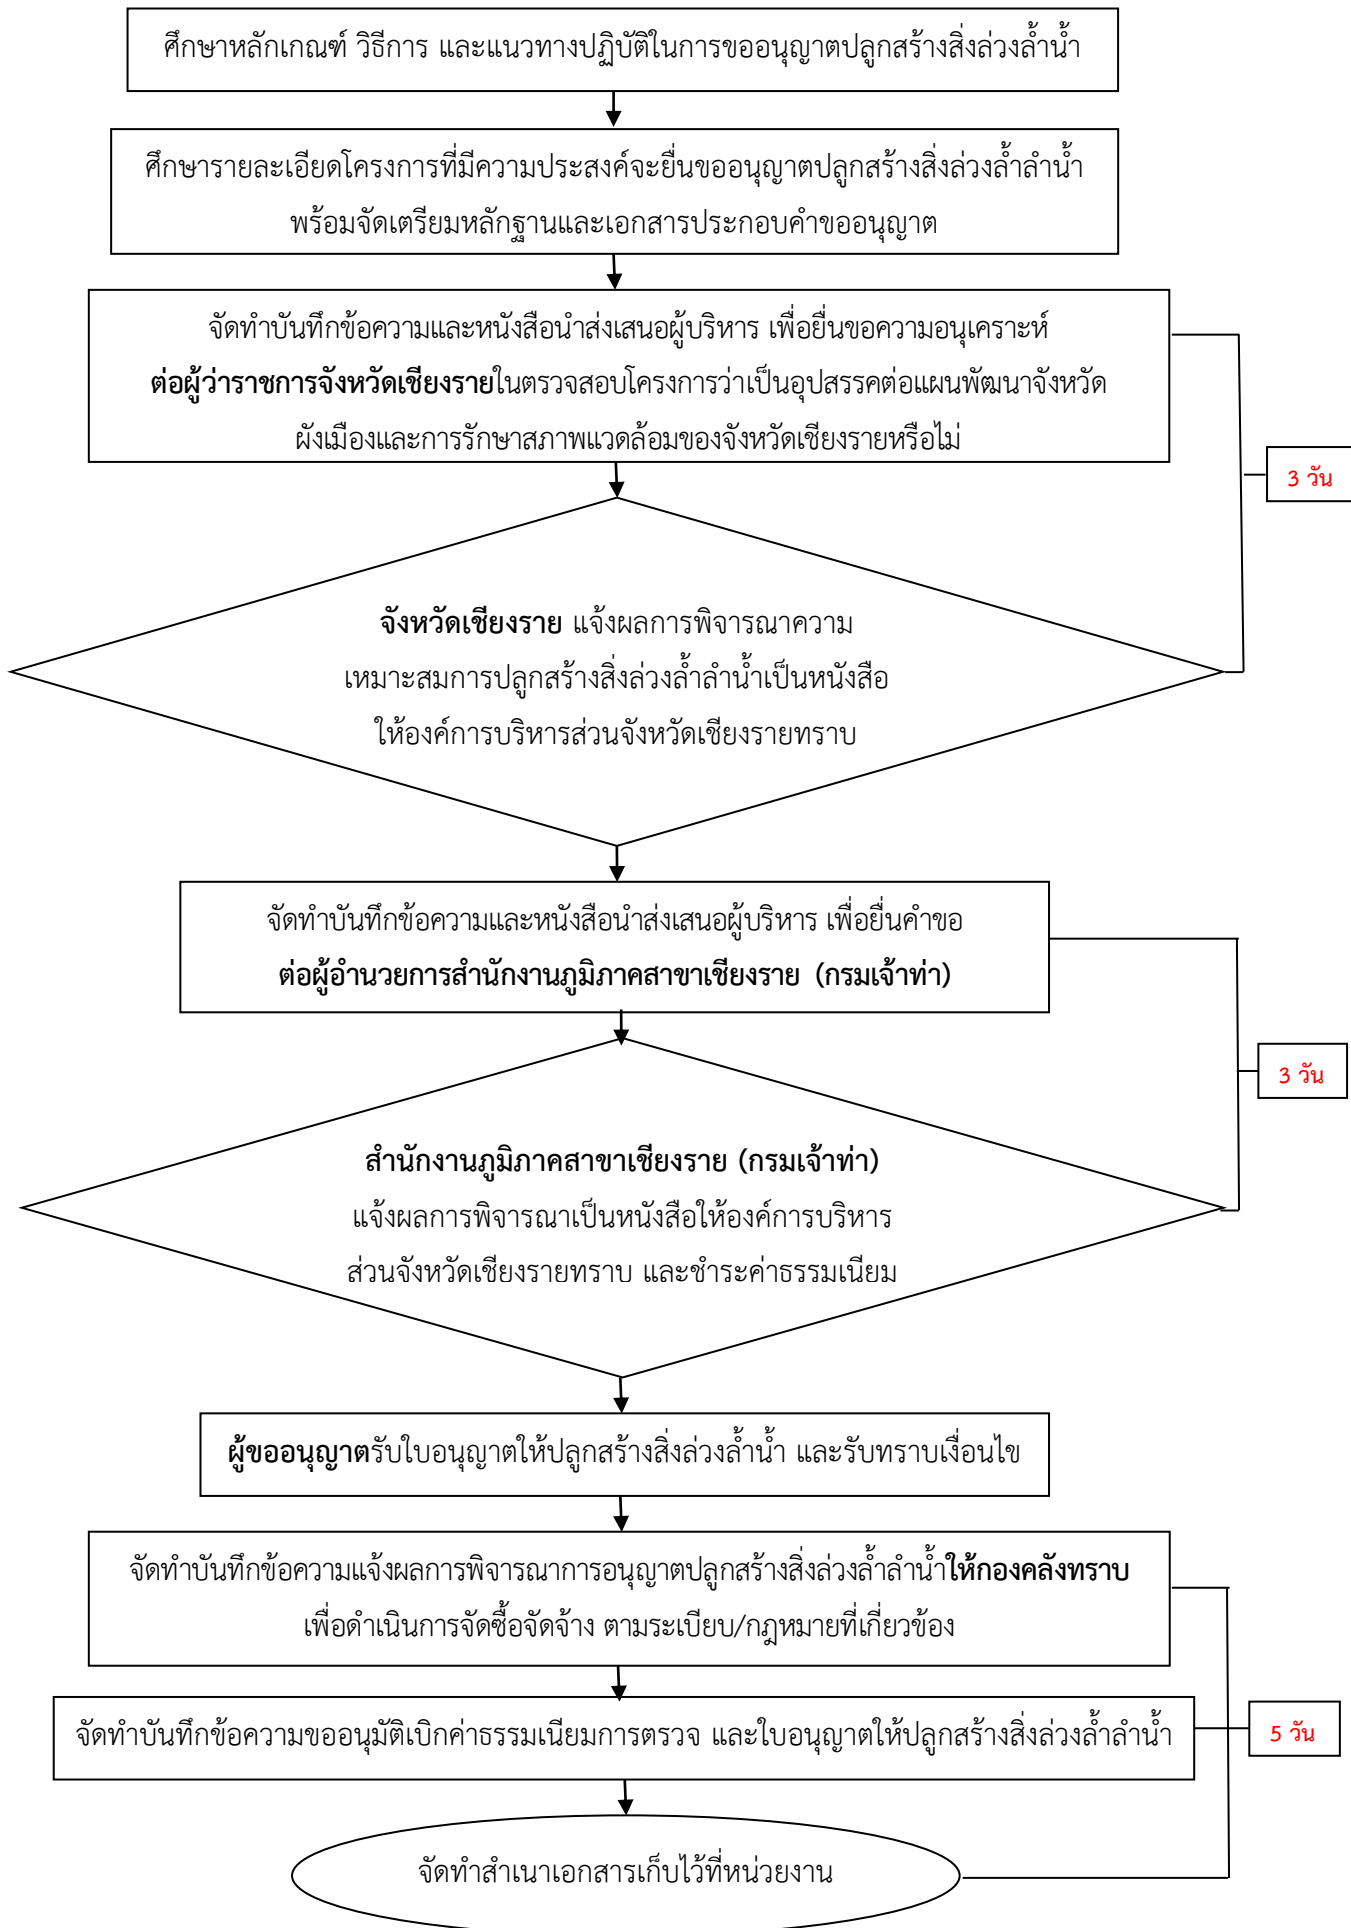 ศึกษาหลักเกณฑ์ วิธีการ และแนวทางปฏิบัติในการขออนุญาตปลูกสร้างสิ่งล่วงล้ำน้ำ
ศึกษารายละเอียดโครงการที่มีความประสงค์จะยื่นขออนุญาตปลูกสร้างสิ่งล่วงล้ำลำน้ำ
พร้อมจัดเตรียมหลักฐานและเอกสารประกอบคำขออนุญาต
จัดทำบันทึกข้อความและหนังสือนำส่งเสนอผู้บริหาร เพื่อยื่นขอความอนุเคราะห์
ต่อผู้ว่าราชการจังหวัดเชียงรายในตรวจสอบโครงการว่าเป็นอุปสรรคต่อแผนพัฒนาจังหวัด
ผังเมืองและการรักษาสภาพแวดล้อมของจังหวัดเชียงรายหรือไม่
3 วัน
จังหวัดเชียงราย แจ้งผลการพิจารณาความ
เหมาะสมการปลูกสร้างสิ่งล่วงล้ำลำน้ำเป็นหนังสือ
ให้องค์การบริหารส่วนจังหวัดเชียงรายทราบ
จัดทำบันทึกข้อความและหนังสือนำส่งเสนอผู้บริหาร เพื่อยื่นคำขอ
ต่อผู้อำนวยการสำนักงานภูมิภาคสาขาเชียงราย (กรมเจ้าท่า)
3 วัน
สำนักงานภูมิภาคสาขาเชียงราย (กรมเจ้าท่า)
แจ้งผลการพิจารณาเป็นหนังสือให้องค์การบริหาร
ส่วนจังหวัดเชียงรายทราบ และชำระค่าธรรมเนียม
ผู้ขออนุญาตรับใบอนุญาตให้ปลูกสร้างสิ่งล่วงล้ำน้ำ และรับทราบเงื่อนไข
จัดทำบันทึกข้อความแจ้งผลการพิจารณาการอนุญาตปลูกสร้างสิ่งล่วงล้ำลำน้ำให้กองคลังทราบ
เพื่อดำเนินการจัดซื้อจัดจ้าง ตามระเบียบ/กฎหมายที่เกี่ยวข้อง
จัดทำบันทึกข้อความขออนุมัติเบิกค่าธรรมเนียมการตรวจ และใบอนุญาตให้ปลูกสร้างสิ่งล่วงล้ำลำน้ำ
5 วัน
จัดทำสำเนาเอกสารเก็บไว้ที่หน่วยงาน